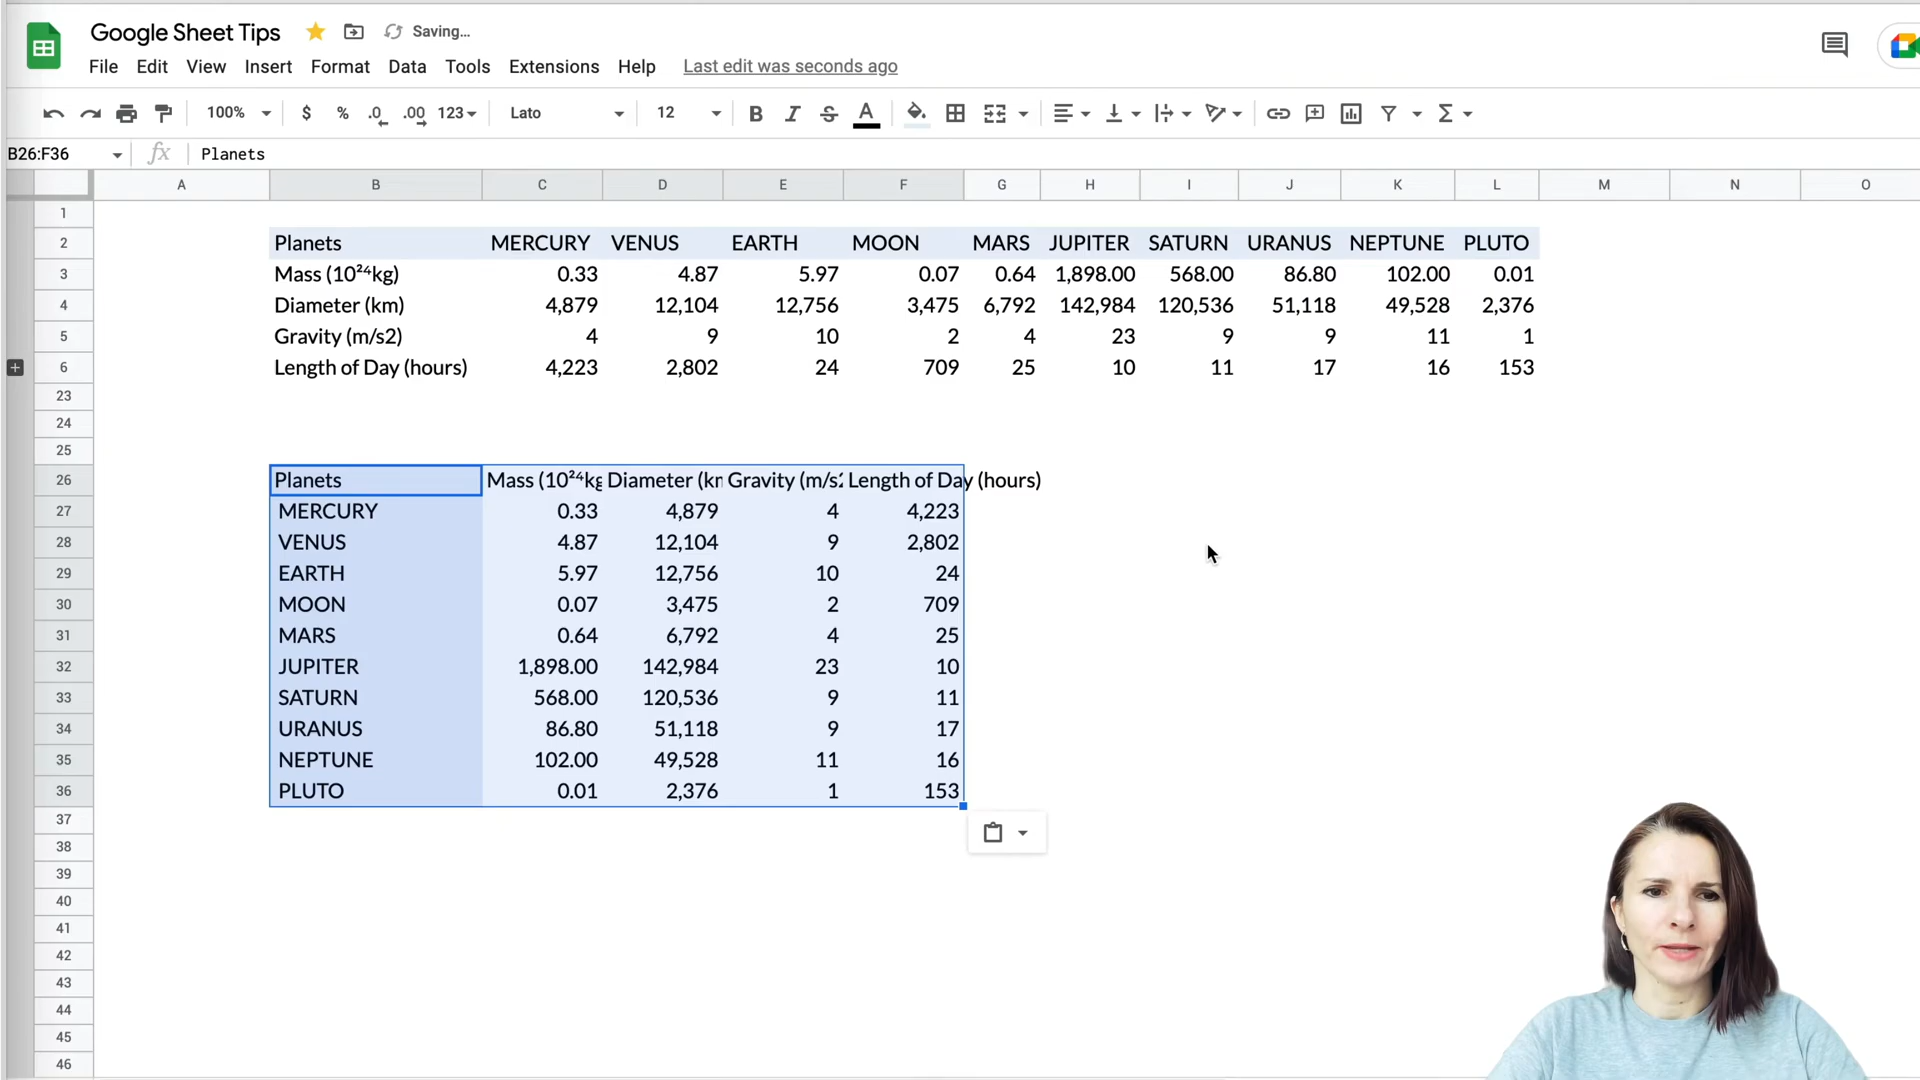 Google Sheet Tips Saving...
File Edit View Insert Format Data Tools Extensions Help Last edit was seconds ago
100% $ % .0 .00 123 Lato 12 B I S A Σ
B26:F36 fx Planets
A B C D E F G H I J K L M N O
1
2 Planets MERCURY VENUS EARTH MOON MARS JUPITER SATURN URANUS NEPTUNE PLUTO
3 Mass (10²⁴kg) 0.33 4.87 5.97 0.07 0.64 1,898.00 568.00 86.80 102.00 0.01
4 Diameter (km) 4,879 12,104 12,756 3,475 6,792 142,984 120,536 51,118 49,528 2,376
5 Gravity (m/s2) 4 9 10 2 4 23 9 9 11 1
6 Length of Day (hours) 4,223 2,802 24 709 25 10 11 17 16 153
23
24
25
26 Planets Mass (10²⁴kg Diameter (kn Gravity (m/s2 Length of Day (hours)
27 MERCURY 0.33 4,879 4 4,223
28 VENUS 4.87 12,104 9 2,802
29 EARTH 5.97 12,756 10 24
30 MOON 0.07 3,475 2 709
31 MARS 0.64 6,792 4 25
32 JUPITER 1,898.00 142,984 23 10
33 SATURN 568.00 120,536 9 11
34 URANUS 86.80 51,118 9 17
35 NEPTUNE 102.00 49,528 11 16
36 PLUTO 0.01 2,376 1 153
37
38
39
40
41
42
43
44
45
46